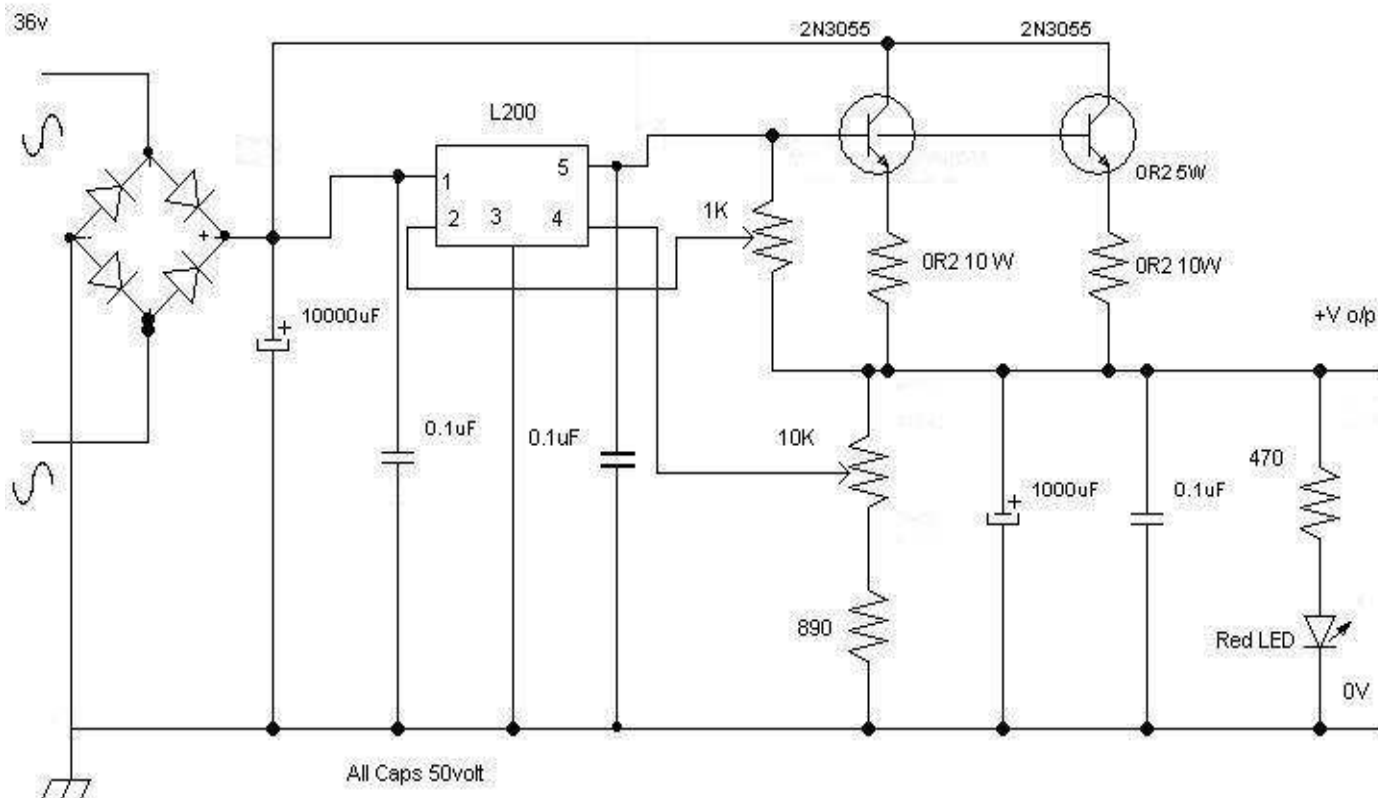 36v
2N3055
2N3055
L200
1
2
3
4
5
1K
0R2 5W
0R2 10 W
0R2 10W
+
-
+
10000uF
+V o/p
0.1uF
0.1uF
10K
+
1000uF
0.1uF
470
890
Red LED
0V
All Caps 50volt